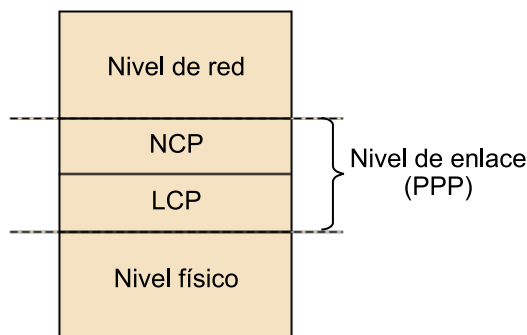 Nivel de red
NCP
LCP
Nivel de enlace
(PPP)
Nivel físico